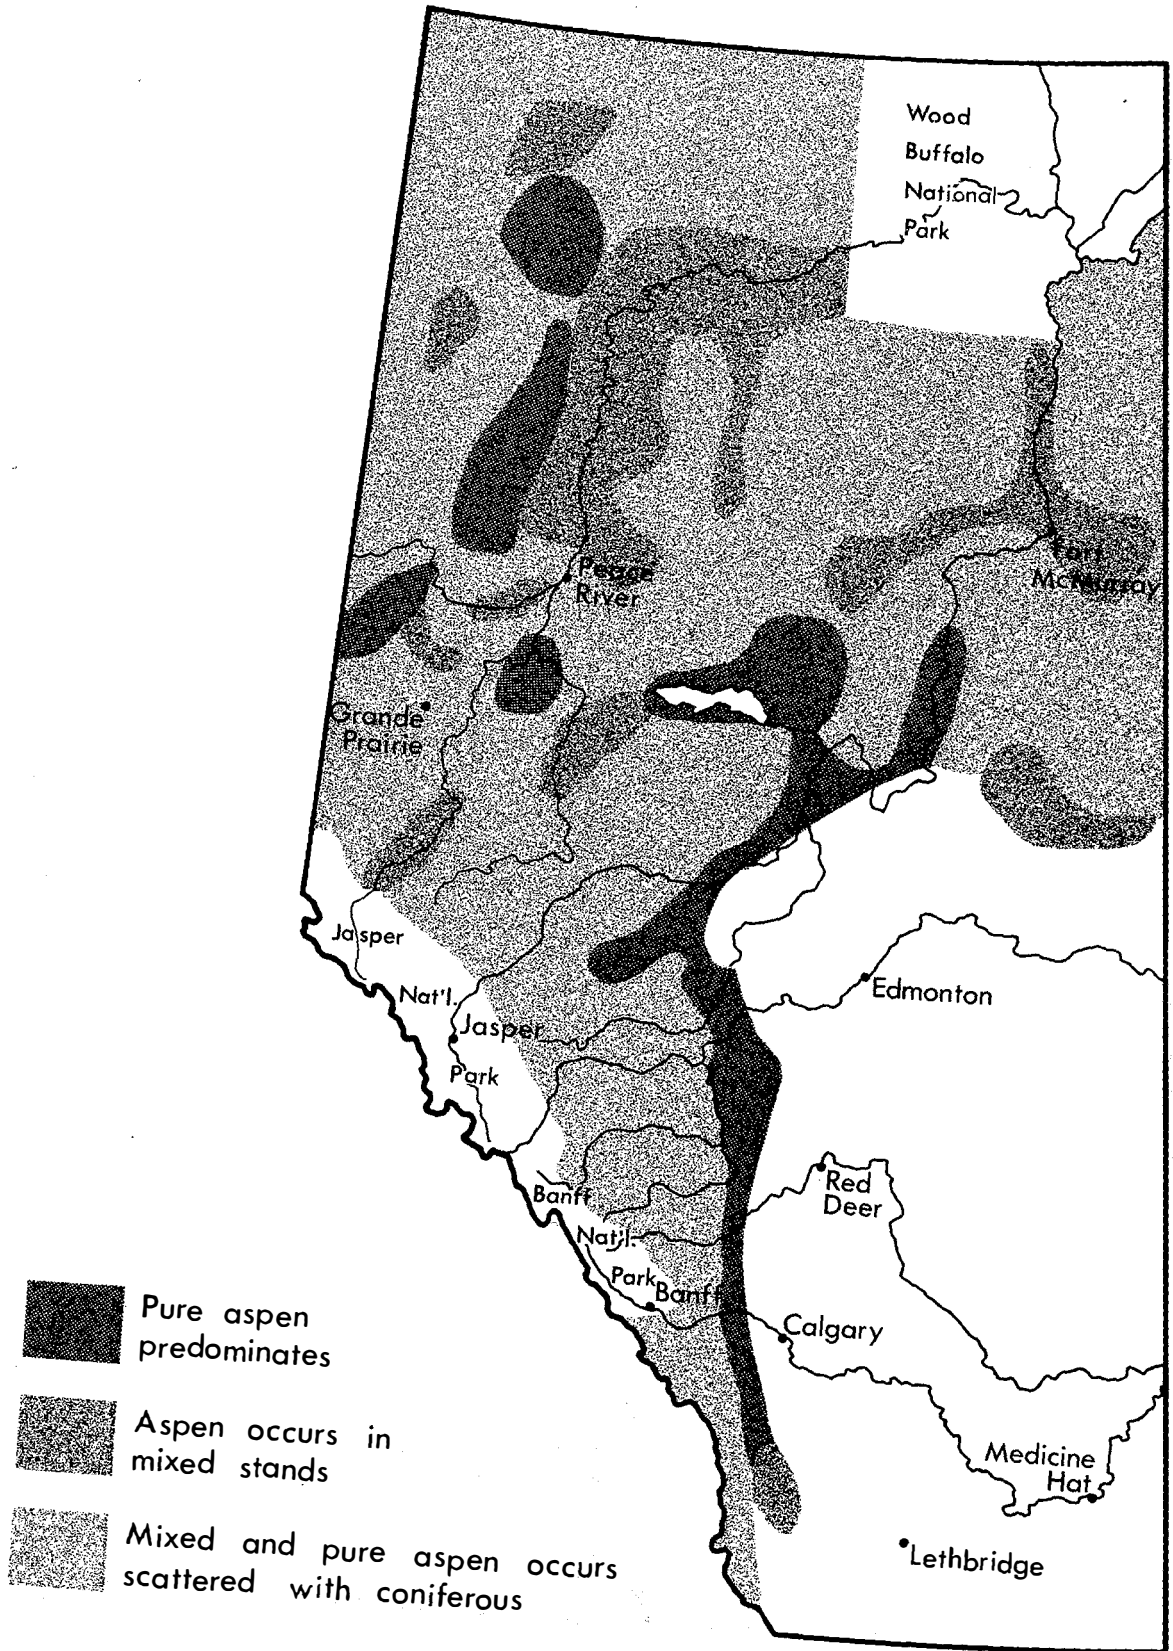 Wood
Buffalo
National
Park
Peace
River
Fort
McMurray
Grande
Prairie
Jasper
Nat'l.
Jasper
Park
Edmonton
Banff
Nat'l.
Park
Banff
Red
Deer
Calgary
Medicine
Hat
Lethbridge
Pure aspen
predominates
Aspen occurs in
mixed stands
Mixed and pure aspen occurs
scattered with coniferous